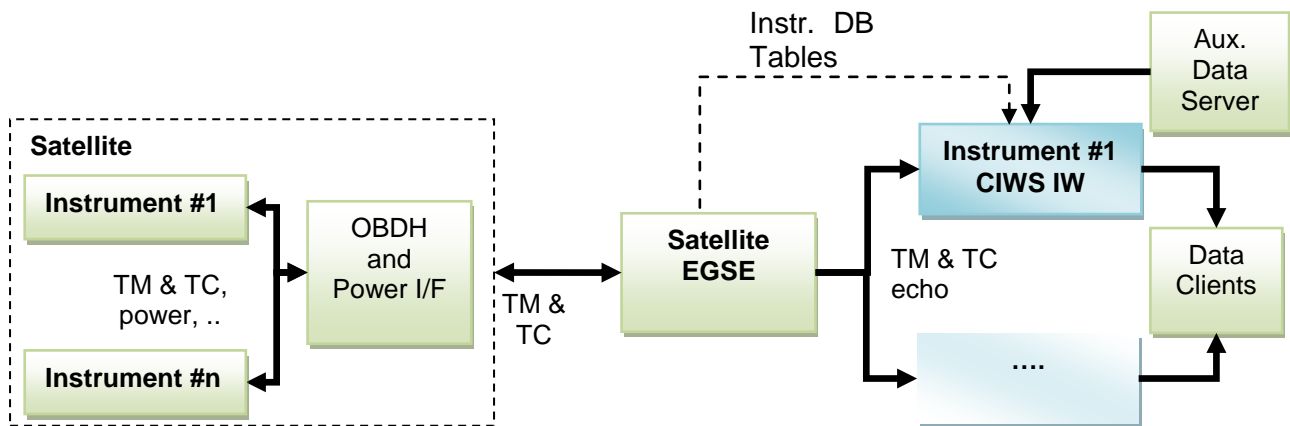 Instr. DB
Tables
Aux.
Data
Server
Satellite
Instrument #1
OBDH
and
Power I/F
TM & TC,
power, ..
Instrument #n
TM &
TC
Satellite
EGSE
Instrument #1
CIWS IW
TM & TC
echo
Data
Clients
....